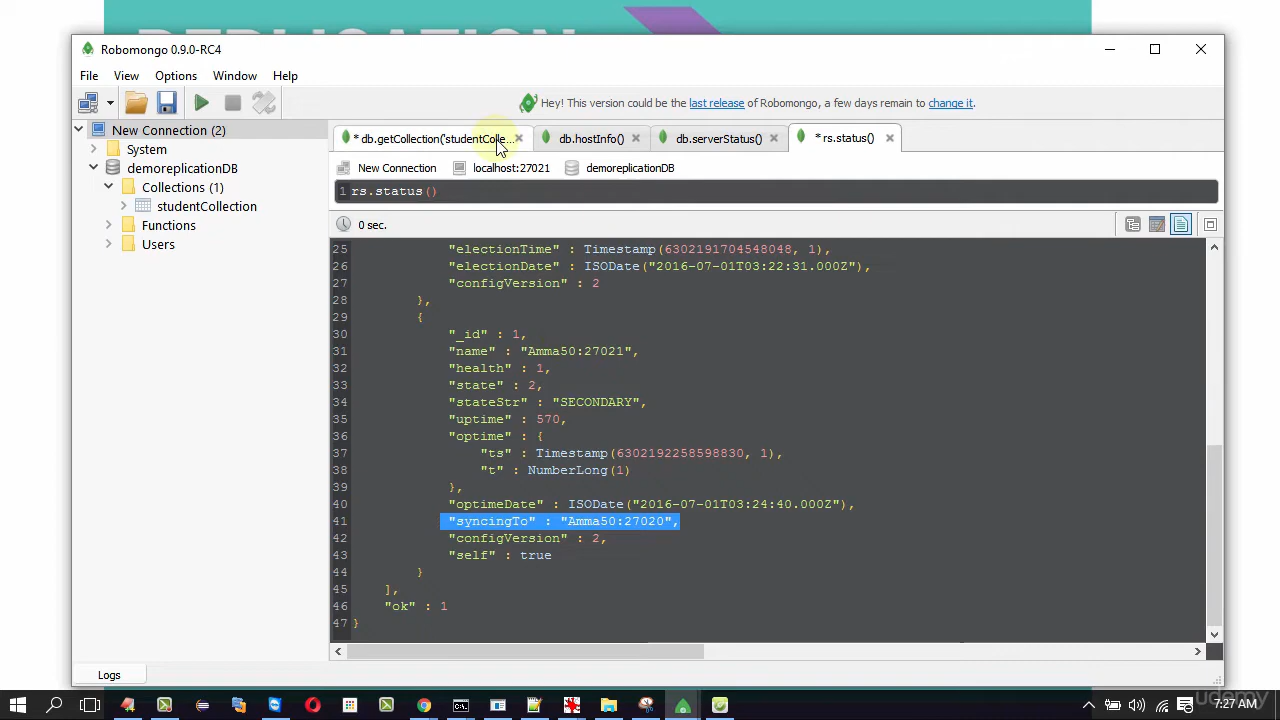 REPLICATION
Robomongo 0.9.0-RC4
File View Options Window Help
Hey! This version could be the last release of Robomongo, a few days remain to change it.
New Connection (2)
System
demoreplicationDB
Collections (1)
studentCollection
Functions
Users
* db.getCollection('studentColle... db.hostInfo() db.serverStatus() * rs.status()
New Connection localhost:27021 demoreplicationDB
1 rs.status()
0 sec.
25 "electionTime" : Timestamp(6302191704548048, 1),
26 "electionDate" : ISODate("2016-07-01T03:22:31.000Z"),
27 "configVersion" : 2
28 },
29 {
30 "_id" : 1,
31 "name" : "Amma50:27021",
32 "health" : 1,
33 "state" : 2,
34 "stateStr" : "SECONDARY",
35 "uptime" : 570,
36 "optime" : {
37 "ts" : Timestamp(6302192258598830, 1),
38 "t" : NumberLong(1)
39 },
40 "optimeDate" : ISODate("2016-07-01T03:24:40.000Z"),
41 "syncingTo" : "Amma50:27020",
42 "configVersion" : 2,
43 "self" : true
44 }
45 ],
46 "ok" : 1
47 }
Logs
udemy
7:27 AM